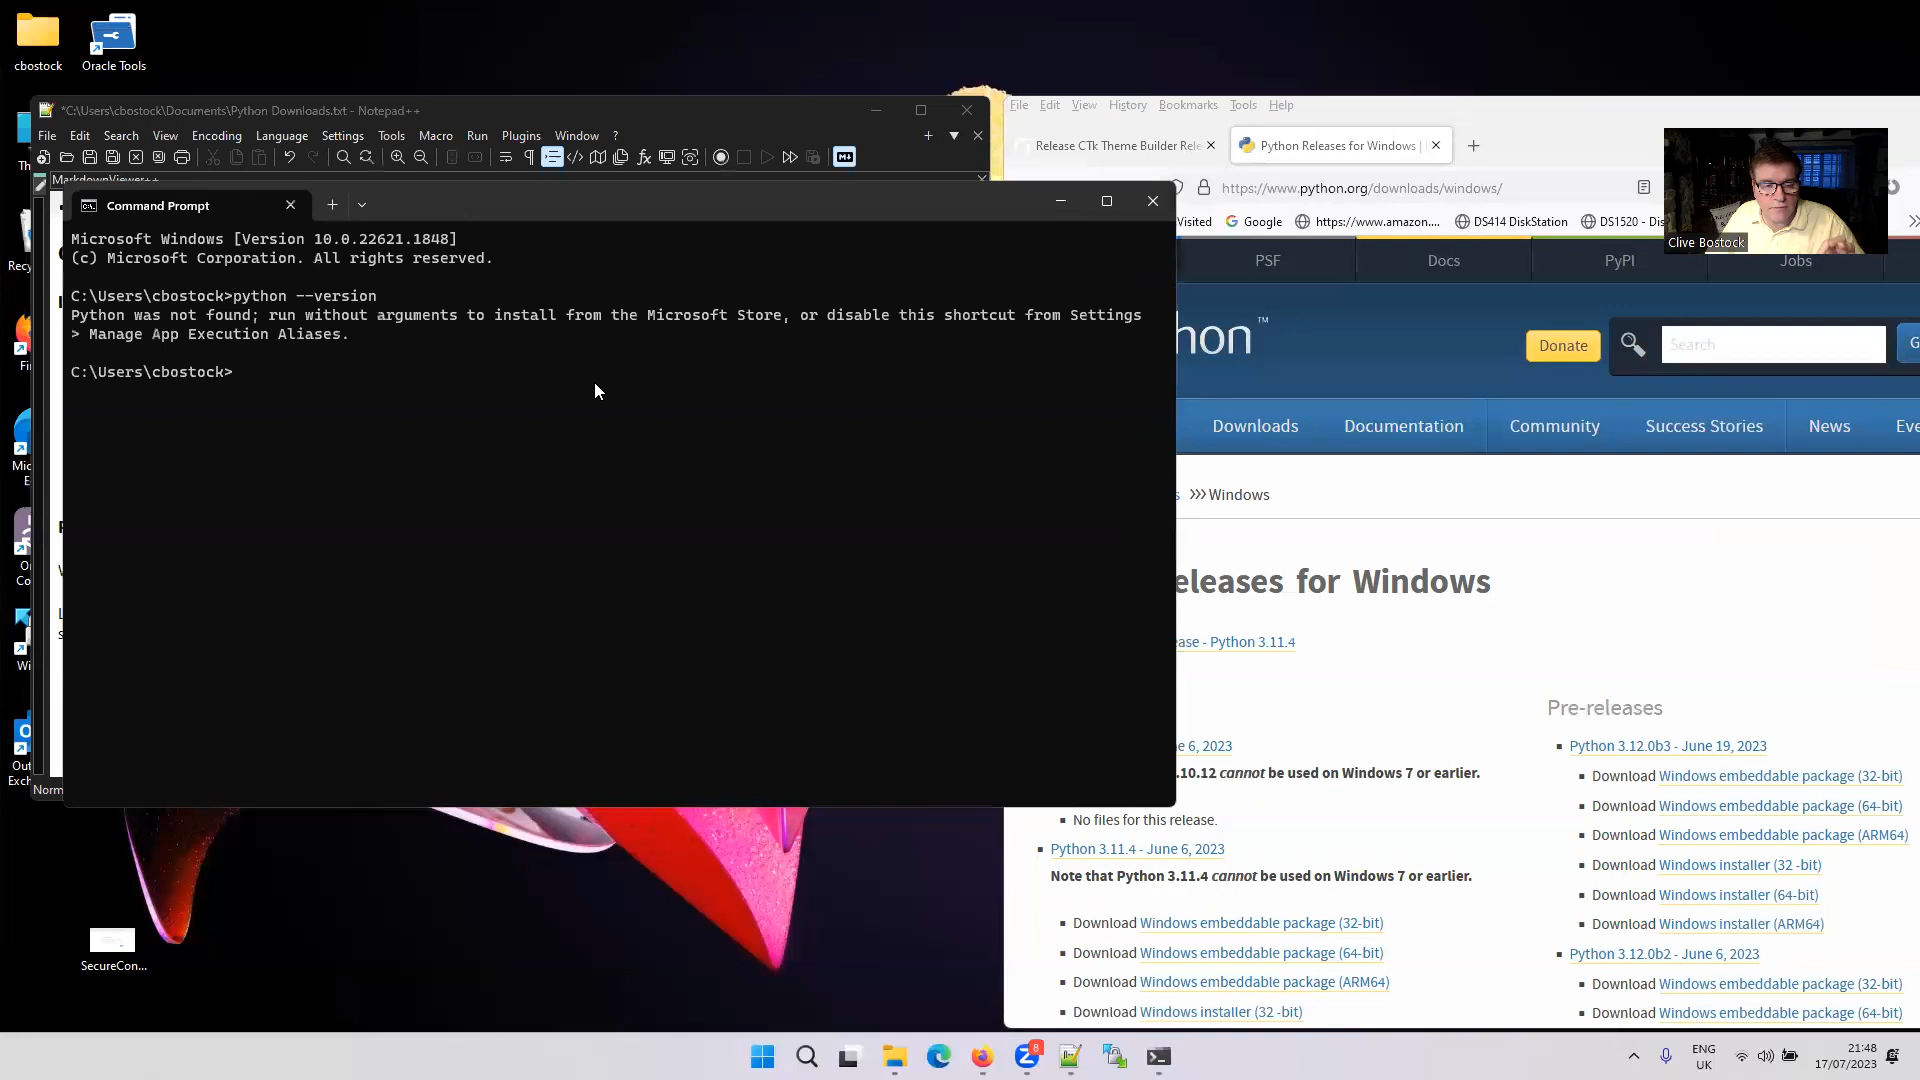 cbostock
Oracle Tools
*C:\Users\cbostock\Documents\Python Downloads.txt - Notepad++
File Edit Search View Encoding Language Settings Tools Macro Run Plugins Window ?
MarkdownViewer++
Command Prompt
Microsoft Windows [Version 10.0.22621.1848]
(c) Microsoft Corporation. All rights reserved.
C:\Users\cbostock>python --version
Python was not found; run without arguments to install from the Microsoft Store, or disable this shortcut from Settings
> Manage App Execution Aliases.
C:\Users\cbostock>
Norm
SecureCon...
File Edit View History Bookmarks Tools Help
Release CTk Theme Builder Rele
Python Releases for Windows |
https://www.python.org/downloads/windows/
Visited Google https://www.amazon.... DS414 DiskStation DS1520 - Dis
Clive Bostock
PSF Docs PyPI Jobs
hon™
Donate
Search
G
Downloads Documentation Community Success Stories News Eve
s >>> Windows
eleases for Windows
ease - Python 3.11.4
e 6, 2023
.10.12 cannot be used on Windows 7 or earlier.
No files for this release.
Python 3.11.4 - June 6, 2023
Note that Python 3.11.4 cannot be used on Windows 7 or earlier.
Download Windows embeddable package (32-bit)
Download Windows embeddable package (64-bit)
Download Windows embeddable package (ARM64)
Download Windows installer (32 -bit)
Pre-releases
Python 3.12.0b3 - June 19, 2023
Download Windows embeddable package (32-bit)
Download Windows embeddable package (64-bit)
Download Windows embeddable package (ARM64)
Download Windows installer (32 -bit)
Download Windows installer (64-bit)
Download Windows installer (ARM64)
Python 3.12.0b2 - June 6, 2023
Download Windows embeddable package (32-bit)
Download Windows embeddable package (64-bit)
8
ENG
UK
21:48
17/07/2023